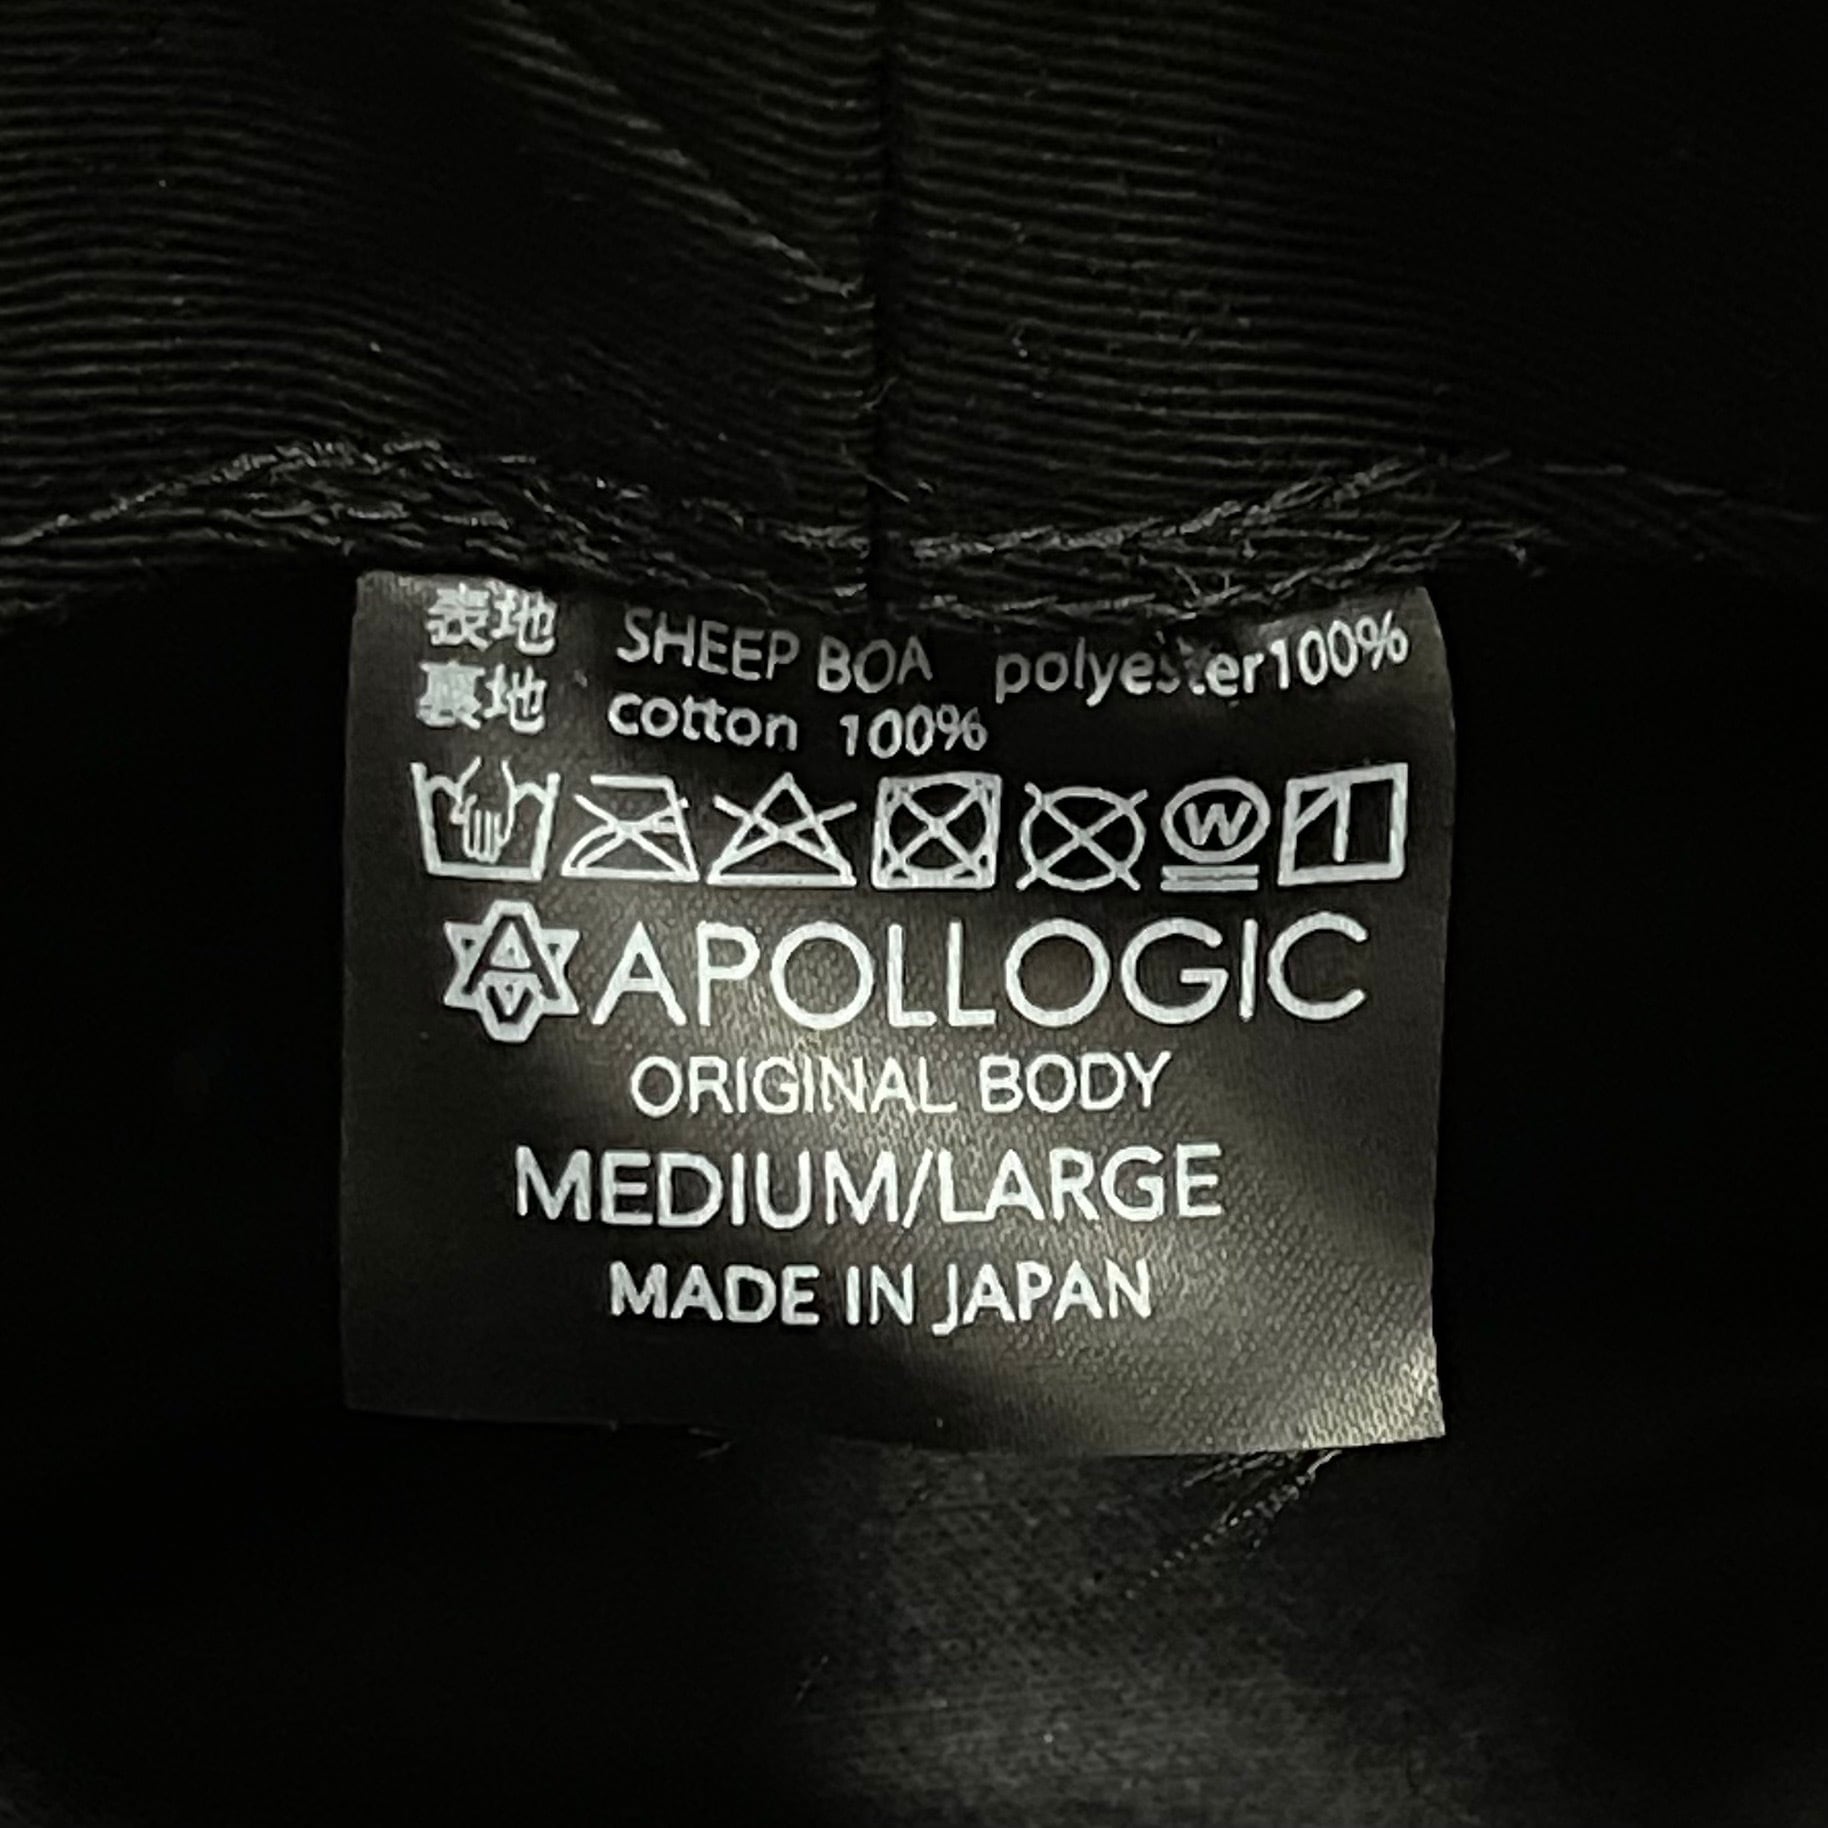 表地 SHEEP BOA polyester100%
裏地 cotton 100%
W
APOLLOGIC
ORIGINAL BODY
MEDIUM/LARGE
MADE IN JAPAN